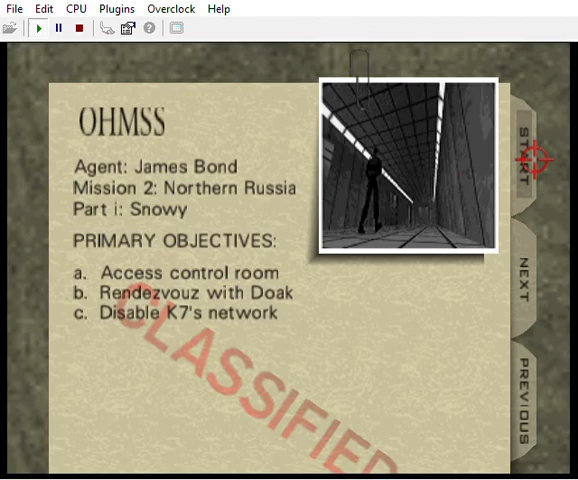 File Edit CPU Plugins Overclock Help
OHMSS
Agent: James Bond
Mission 2: Northern Russia
Part i: Snowy
PRIMARY OBJECTIVES:
a. Access control room
b. Rendezvouz with Doak
c. Disable K7's network
CLASSIFIED
START
NEXT
PREVIOUS